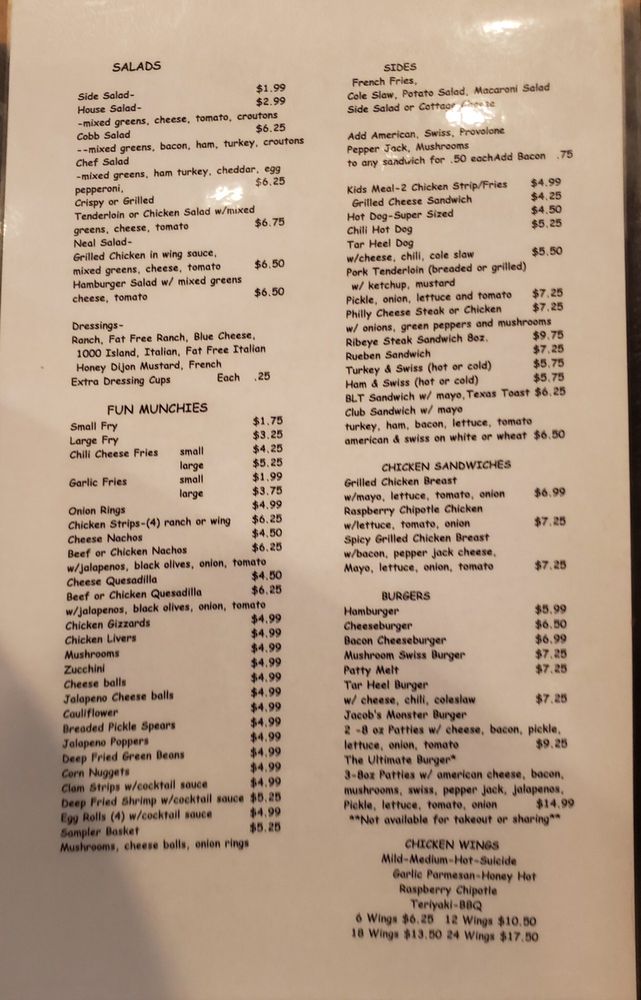 SALADS
Side Salad- $1.99
House Salad- $2.99
-mixed greens, cheese, tomato, croutons
Cobb Salad $6.25
--mixed greens, bacon, ham, turkey, croutons
Chef Salad
-mixed greens, ham turkey, cheddar, egg
pepperoni, $6.25
Crispy or Grilled
Tenderloin or Chicken Salad w/mixed
greens, cheese, tomato $6.75
Neal Salad-
Grilled Chicken in wing sauce,
mixed greens, cheese, tomato $6.50
Hamburger Salad w/ mixed greens
cheese, tomato $6.50
Dressings-
Ranch, Fat Free Ranch, Blue Cheese,
1000 Island, Italian, Fat Free Italian
Honey Dijon Mustard, French
Extra Dressing Cups Each .25
FUN MUNCHIES
Small Fry $1.75
Large Fry $3.25
Chili Cheese Fries small $4.25
large $5.25
Garlic Fries small $1.99
large $3.75
Onion Rings $4.99
Chicken Strips-(4) ranch or wing $6.25
Cheese Nachos $4.50
Beef or Chicken Nachos $6.25
w/jalapenos, black olives, onion, tomato
Cheese Quesadilla $4.50
Beef or Chicken Quesadilla $6.25
w/jalapenos, black olives, onion, tomato
Chicken Gizzards $4.99
Chicken Livers $4.99
Mushrooms $4.99
Zucchini $4.99
Cheese balls $4.99
Jalapeno Cheese balls $4.99
Cauliflower $4.99
Breaded Pickle Spears $4.99
Jalapeno Poppers $4.99
Deep Fried Green Beans $4.99
Corn Nuggets $4.99
Clam Strips w/cocktail sauce $4.99
Deep Fried Shrimp w/cocktail sauce $5.25
Egg Rolls (4) w/cocktail sauce $4.99
Sampler Basket $5.25
Mushrooms, cheese balls, onion rings
SIDES
French Fries,
Cole Slaw, Potato Salad, Macaroni Salad
Side Salad or Cottage Cheese
Add American, Swiss, Provolone
Pepper Jack, Mushrooms
to any sandwich for .50 eachAdd Bacon .75
Kids Meal-2 Chicken Strip/Fries $4.99
Grilled Cheese Sandwich $4.25
Hot Dog-Super Sized $4.50
Chili Hot Dog $5.25
Tar Heel Dog
w/cheese, chili, cole slaw $5.50
Pork Tenderloin (breaded or grilled)
w/ ketchup, mustard
Pickle, onion, lettuce and tomato $7.25
Philly Cheese Steak or Chicken $7.25
w/ onions, green peppers and mushrooms
Ribeye Steak Sandwich 8oz. $9.75
Rueben Sandwich $7.25
Turkey & Swiss (hot or cold) $5.75
Ham & Swiss (hot or cold) $5.75
BLT Sandwich w/ mayo,Texas Toast $6.25
Club Sandwich w/ mayo
turkey, ham, bacon, lettuce, tomato
american & swiss on white or wheat $6.50
CHICKEN SANDWICHES
Grilled Chicken Breast
w/mayo, lettuce, tomato, onion $6.99
Raspberry Chipotle Chicken
w/lettuce, tomato, onion $7.25
Spicy Grilled Chicken Breast
w/bacon, pepper jack cheese,
Mayo, lettuce, onion, tomato $7.25
BURGERS
Hamburger $5.99
Cheeseburger $6.50
Bacon Cheeseburger $6.99
Mushroom Swiss Burger $7.25
Patty Melt $7.25
Tar Heel Burger
w/ cheese, chili, coleslaw $7.25
Jacob's Monster Burger
2 -8 oz Patties w/ cheese, bacon, pickle,
lettuce, onion, tomato $9.25
The Ultimate Burger*
3-8oz Patties w/ american cheese, bacon,
mushrooms, swiss, pepper jack, jalapenos,
Pickle, lettuce, tomato, onion $14.99
**Not available for takeout or sharing**
CHICKEN WINGS
Mild-Medium-Hot-Suicide
Garlic Parmesan-Honey Hot
Raspberry Chipotle
Teriyaki-BBQ
6 Wings $6.25 12 Wings $10.50
18 Wings $13.50 24 Wings $17.50